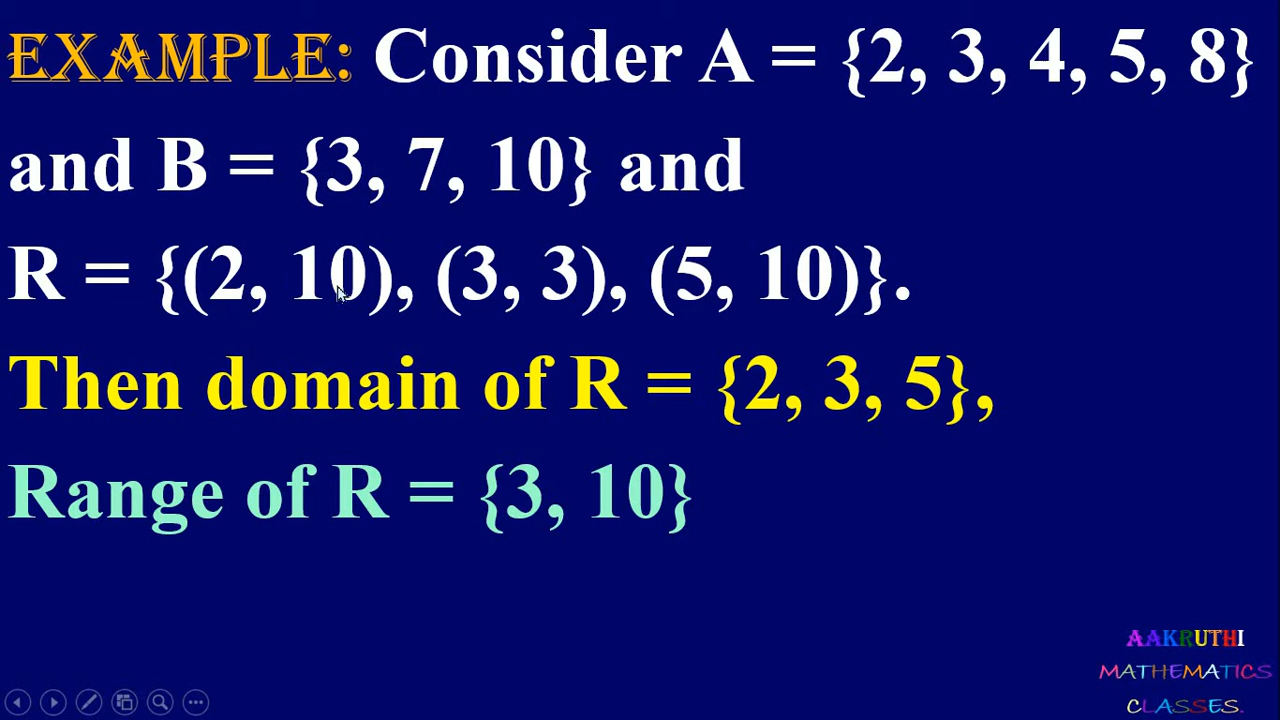 EXAMPLE: Consider A = {2, 3, 4, 5, 8}
and B = {3, 7, 10} and
R = {(2, 10), (3, 3), (5, 10)}.
Then domain of R = {2, 3, 5},
Range of R = {3, 10}
AAKRUTHI
MATHEMATICS
CLASSES.